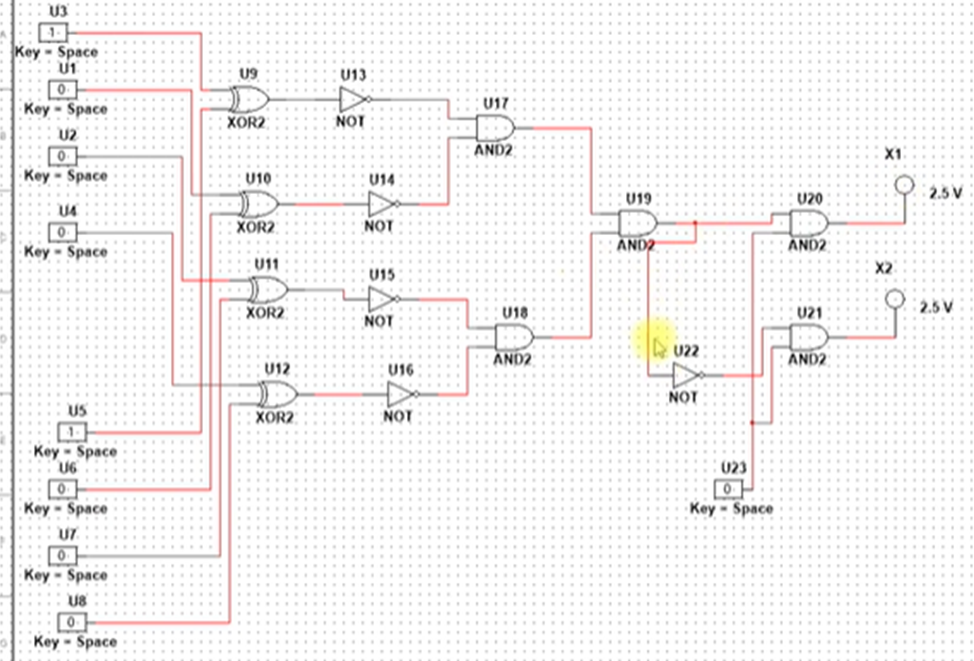 U3
1
Key = Space
U1
0
Key = Space
U2
0
Key = Space
U4
0
Key = Space
U9
XOR2
U13
NOT
U17
AND2
U10
XOR2
U14
NOT
U11
XOR2
U15
NOT
U18
AND2
U12
XOR2
U16
NOT
U19
AND2
U20
AND2
X1
2.5 V
X2
2.5 V
U21
AND2
U22
NOT
U23
0
Key = Space
U5
1
Key = Space
U6
0
Key = Space
U7
0
Key = Space
U8
0
Key = Space